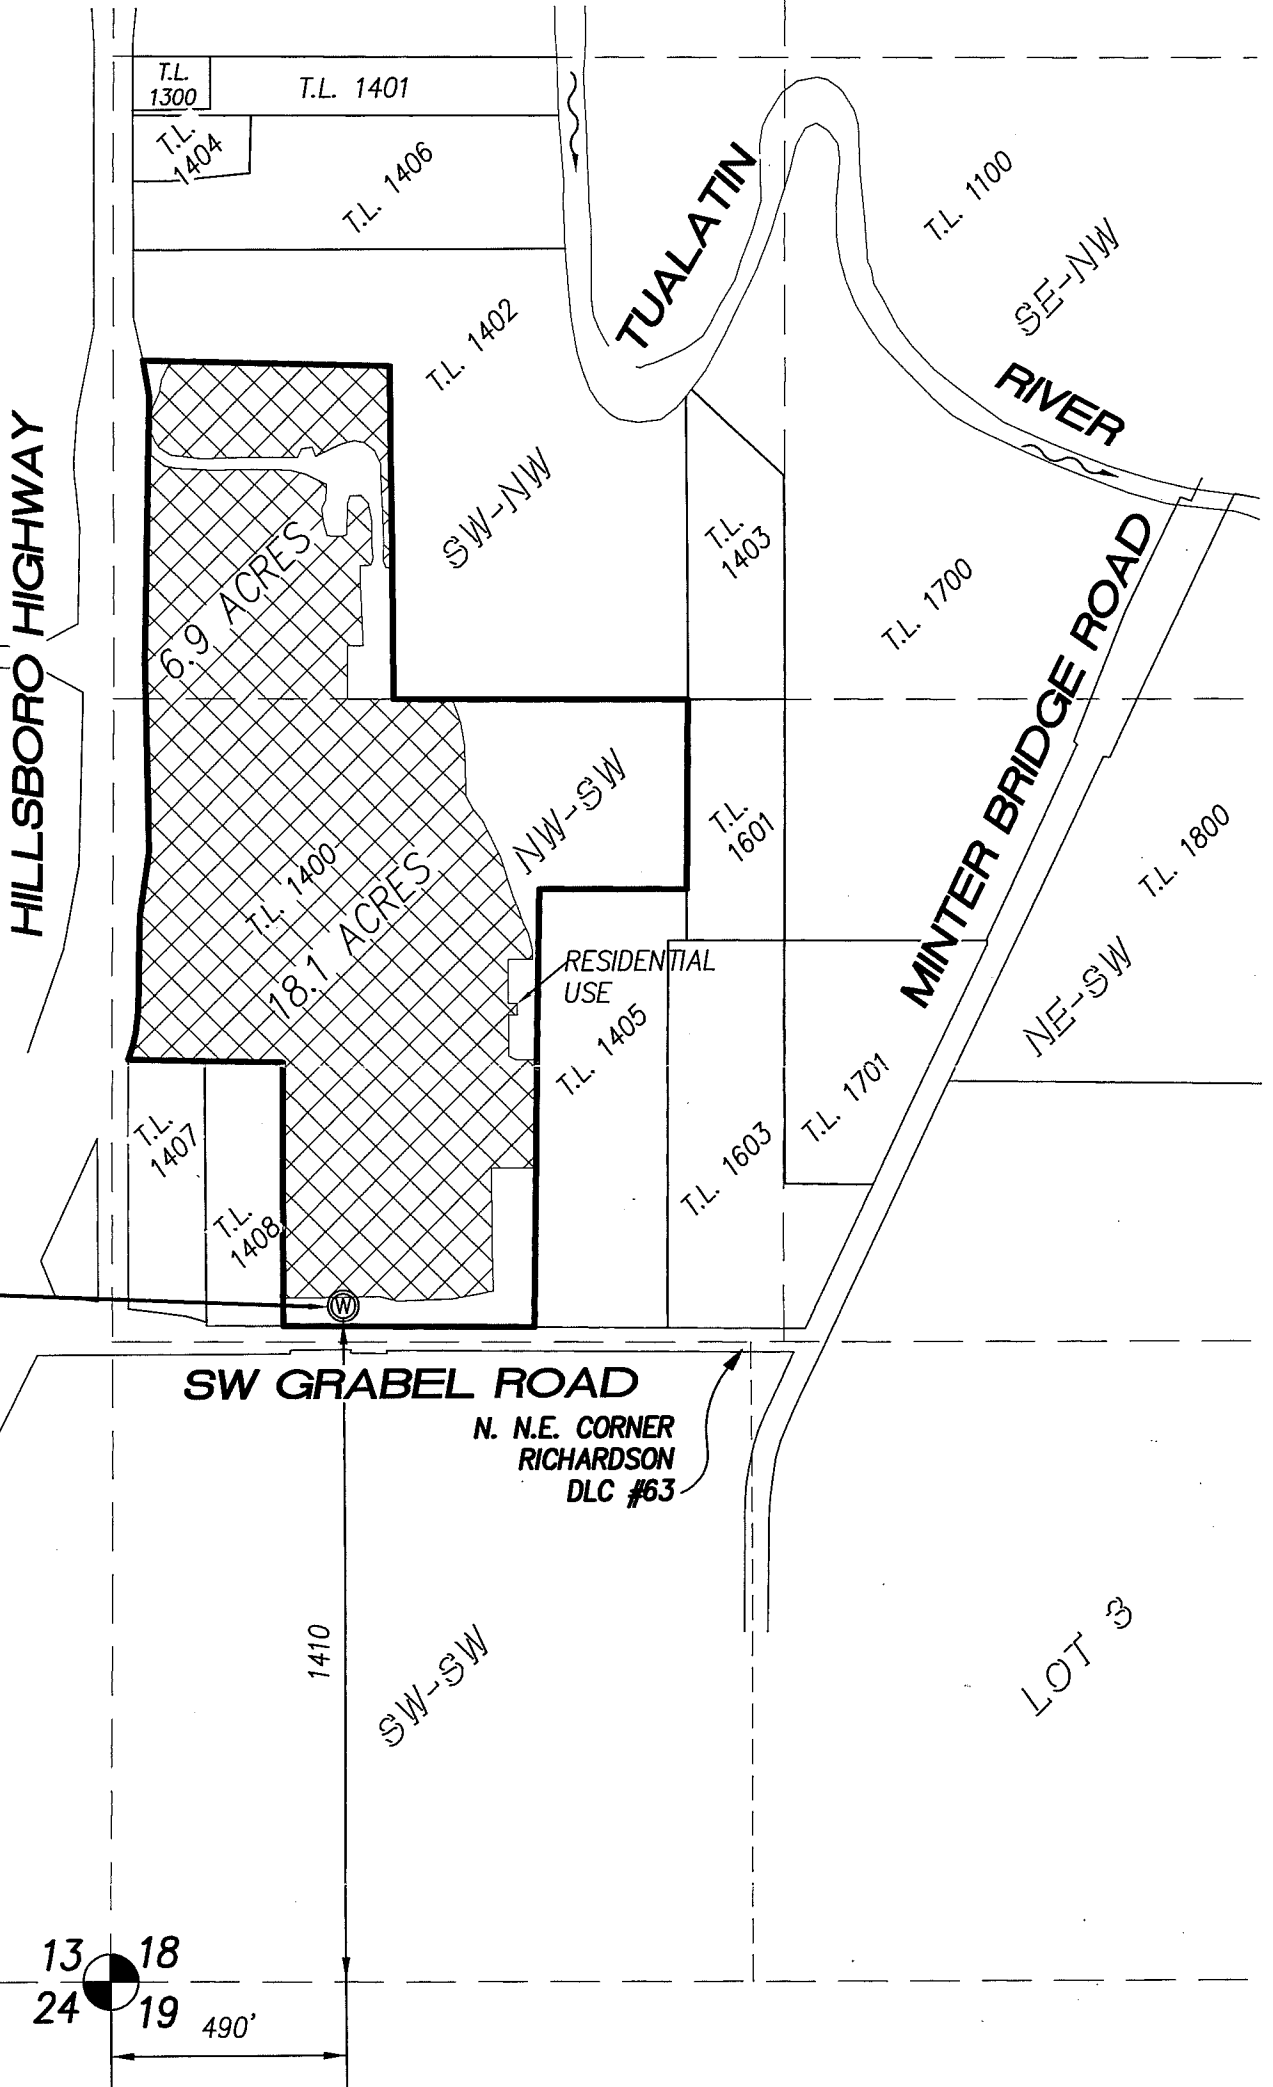 T.L.
1300
T.L. 1401
T.L.
1404
T.L. 1406
TUALATIN
T.L. 1100
SE-NW
T.L. 1402
RIVER
HILLSBORO HIGHWAY
SW-NW
T.L.
1403
6.9 ACRES
T.L. 1700
MINTER BRIDGE ROAD
NW-SW
T.L.
1601
T.L. 1800
T.L. 1400
18.1 ACRES
RESIDENTIAL
USE
NE-SW
T.L. 1405
T.L. 1701
T.L.
1407
T.L. 1603
T.L.
1408
W
SW GRABEL ROAD
N. N.E. CORNER
RICHARDSON
DLC #63
1410
SW-SW
LOT 3
13 18
24 19
490'